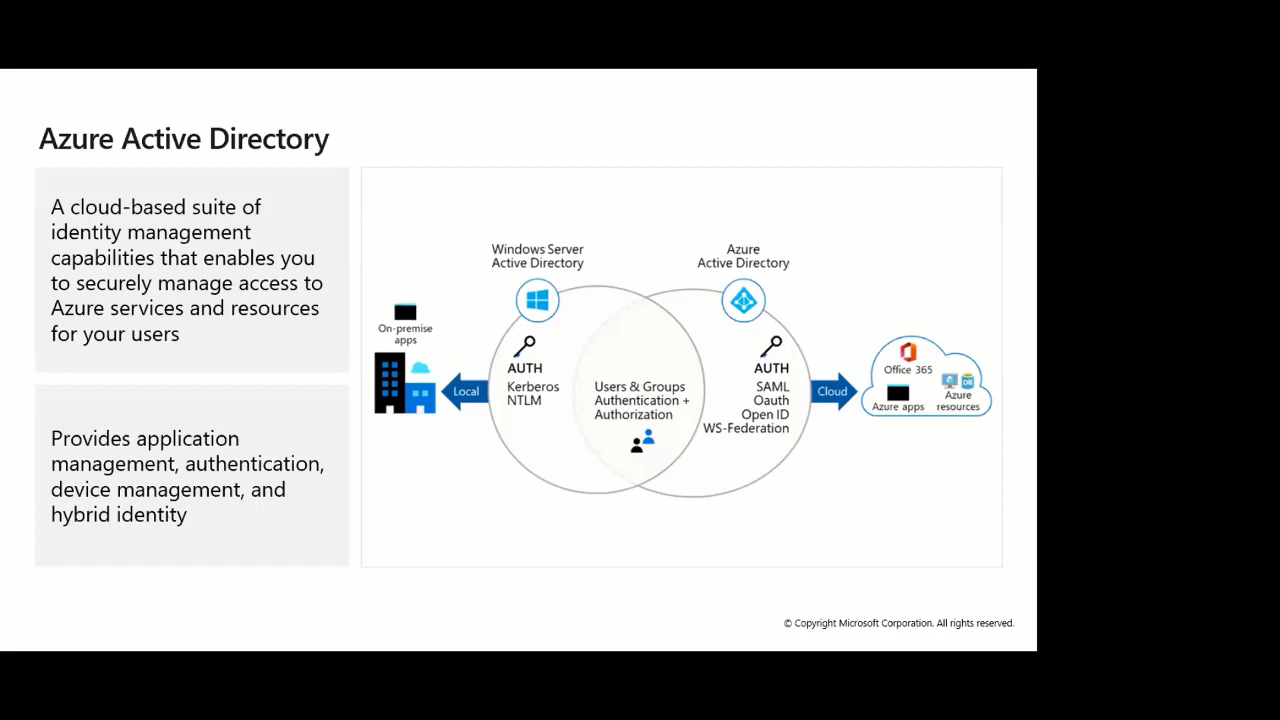 Azure Active Directory
A cloud-based suite of
identity management
capabilities that enables you
to securely manage access to
Azure services and resources
for your users
Provides application
management, authentication,
device management, and
hybrid identity
Windows Server
Active Directory
Azure
Active Directory
On-premise
apps
Local
AUTH
Kerberos
NTLM
Users & Groups
Authentication +
Authorization
AUTH
SAML
Oauth
Open ID
WS-Federation
Cloud
Office 365
Azure apps
DB
Azure
resources
© Copyright Microsoft Corporation. All rights reserved.